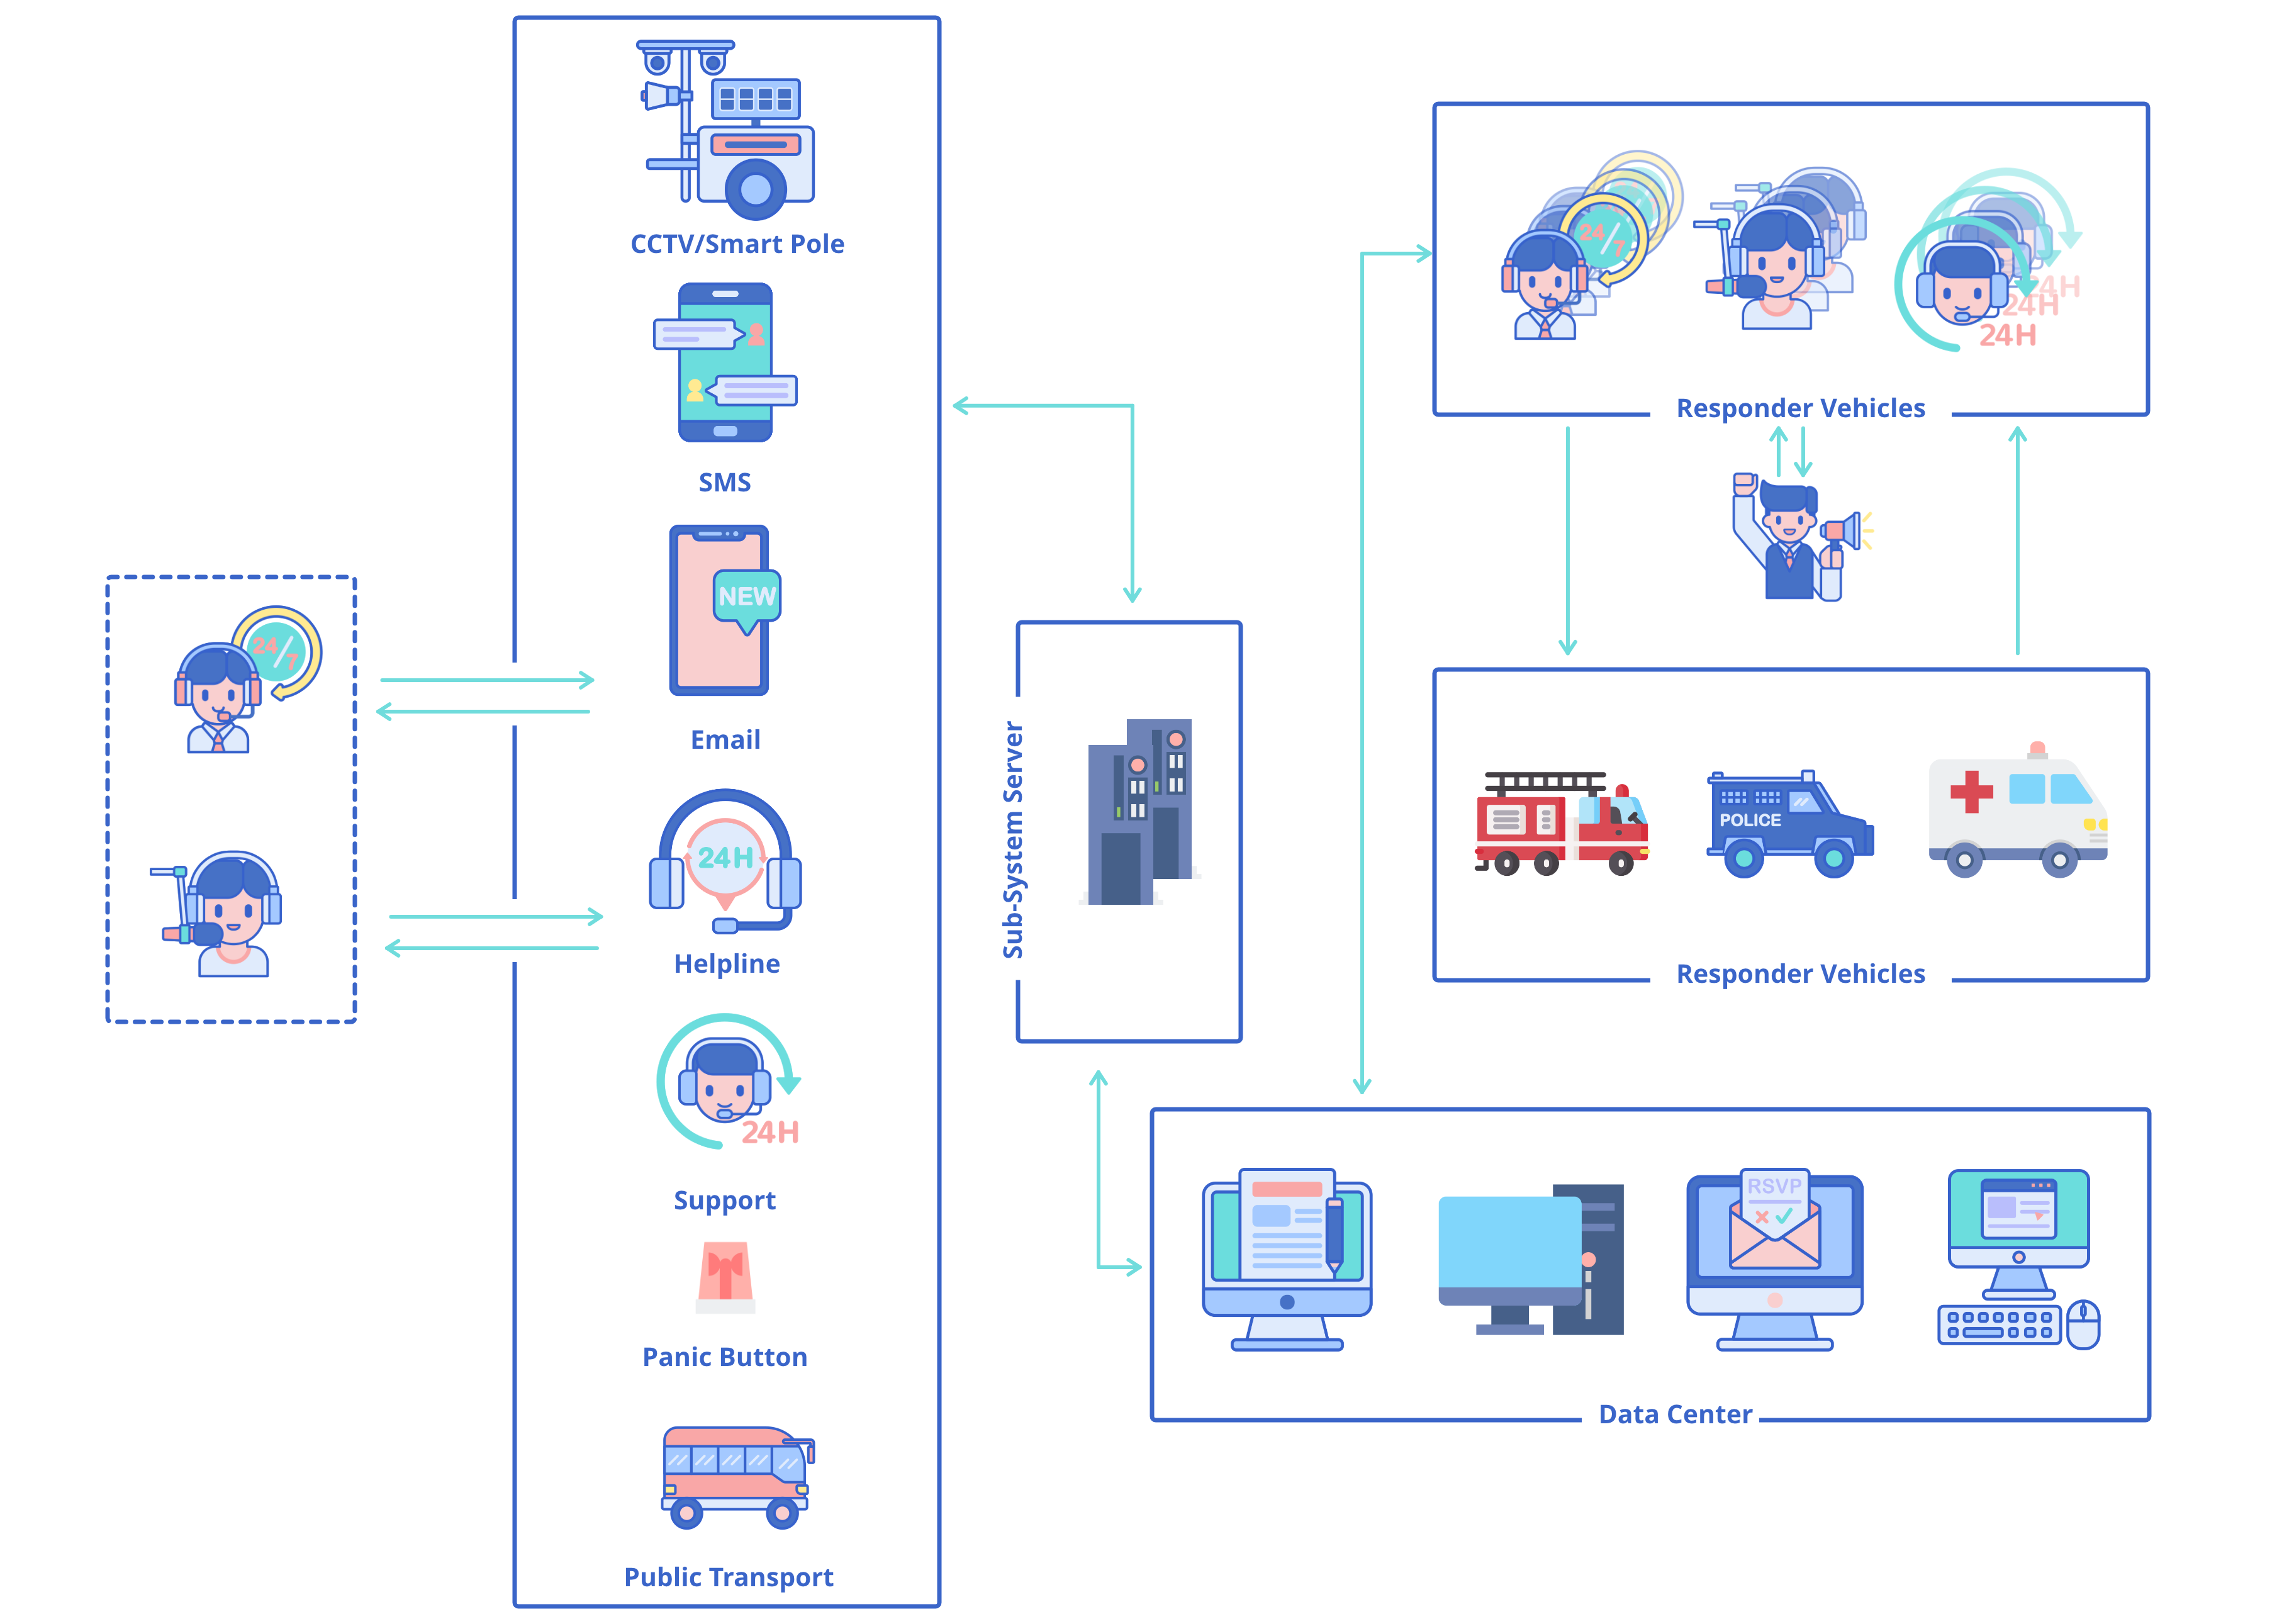 CCTV/Smart Pole
SMS
NEW
Email
24/7
24H
Helpline
24H
Support
Panic Button
Public Transport
Sub-System Server
24/7
24H
24H
24H
Responder Vehicles
POLICE
Responder Vehicles
RSVP
Data Center